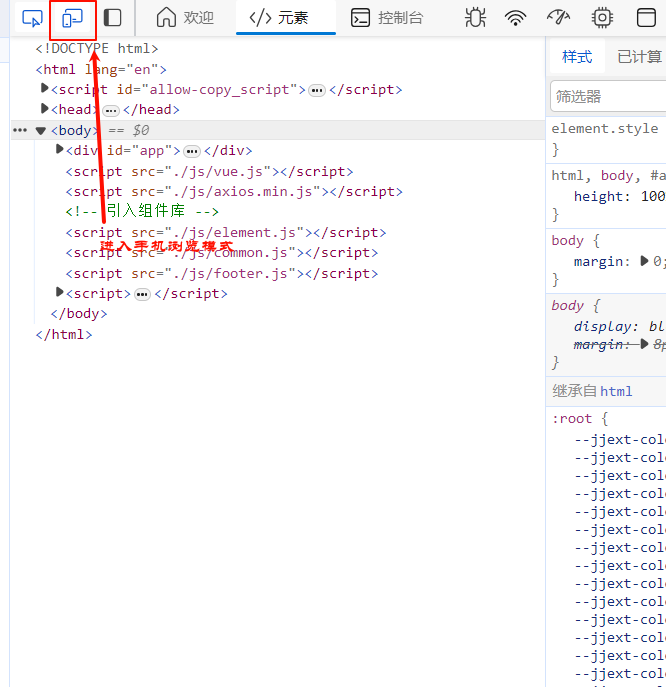 欢迎 元素 控制台
<!DOCTYPE html>
<html lang="en">
<script id="allow-copy_script"> ••• </script>
<head> ••• </head>
••• <body> == $0
<div id="app"> ••• </div>
<script src="./js/vue.js"></script>
<script src="./js/axios.min.js"></script>
<!-- 引入组件库 -->
<script src="./js/element.js"></script>
进入手机浏览模式
<script src="./js/common.js"></script>
<script src="./js/footer.js"></script>
<script> ••• </script>
</body>
</html>
样式 已计算
筛选器
element.style
}
html, body, #a
height: 100
}
body {
margin: 0;
}
body {
display: bl
margin: 8p
}
继承自 html
:root {
--jjext-colo
--jjext-colo
--jjext-colo
--jjext-colo
--jjext-colo
--jjext-colo
--jjext-colo
--jjext-colo
--jjext-colo
--jjext-colo
--jjext-colo
--jjext-colo
--jjext-colo